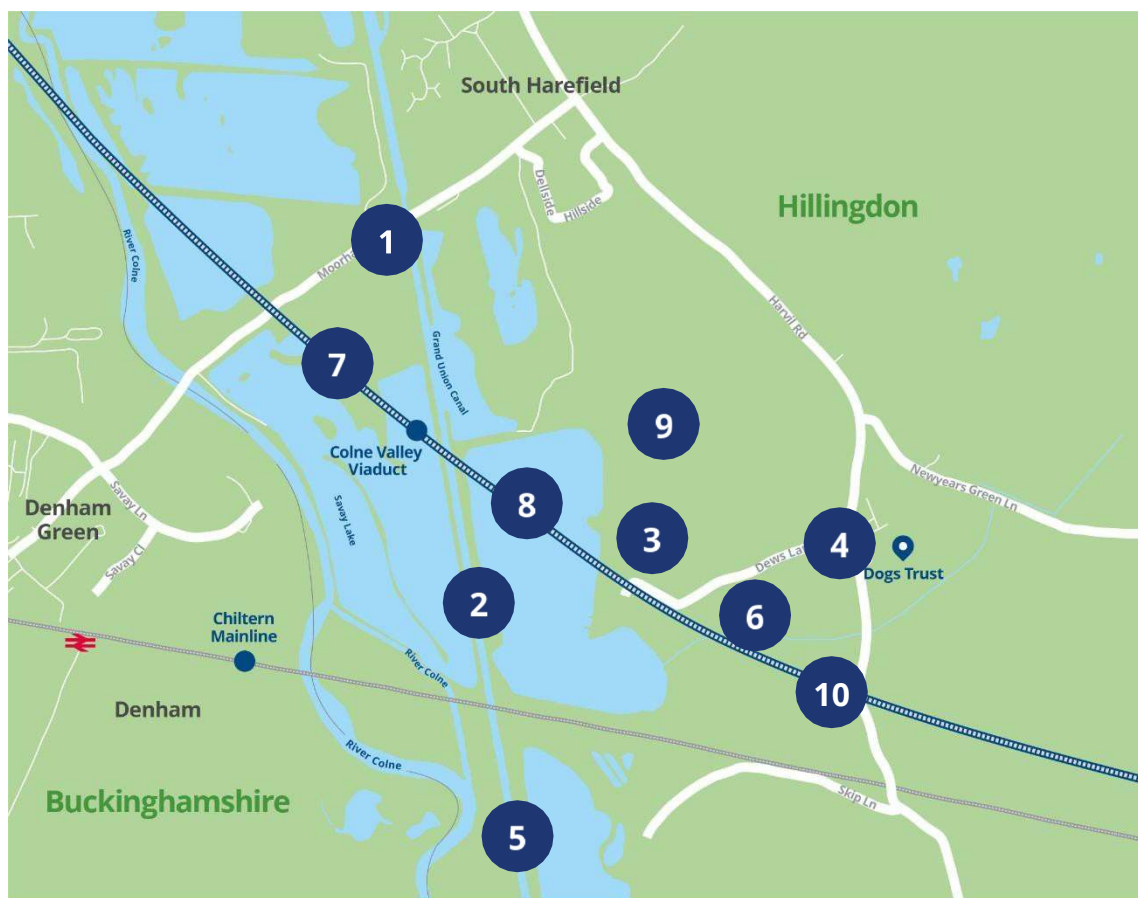 South Harefield
Dellside
Hillside
Hillingdon
River Colne
1
Harvil Rd
7
Grand Union Canal
9
Colne Valley
Viaduct
Newyears Green Ln
Savay Ln
Savay Lake
8
Denham
Green
3
4
Dews
Dogs Trust
Savay Cl
2
6
Chiltern
Mainline
River Colne
10
Denham
River Colne
Buckinghamshire
Skip Ln
5